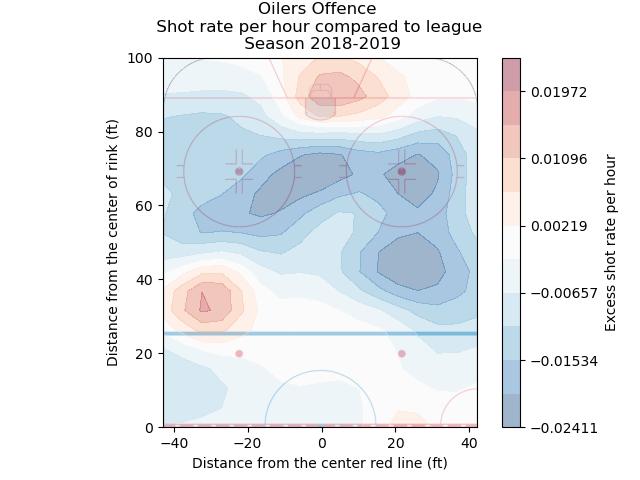 Oilers Offence
Shot rate per hour compared to league
Season 2018-2019
Distance from the center of rink (ft)
100
80
60
40
20
0
−40
−20
0
20
40
Distance from the center red line (ft)
0.01972
0.01096
0.00219
−0.00657
−0.01534
−0.02411
Excess shot rate per hour